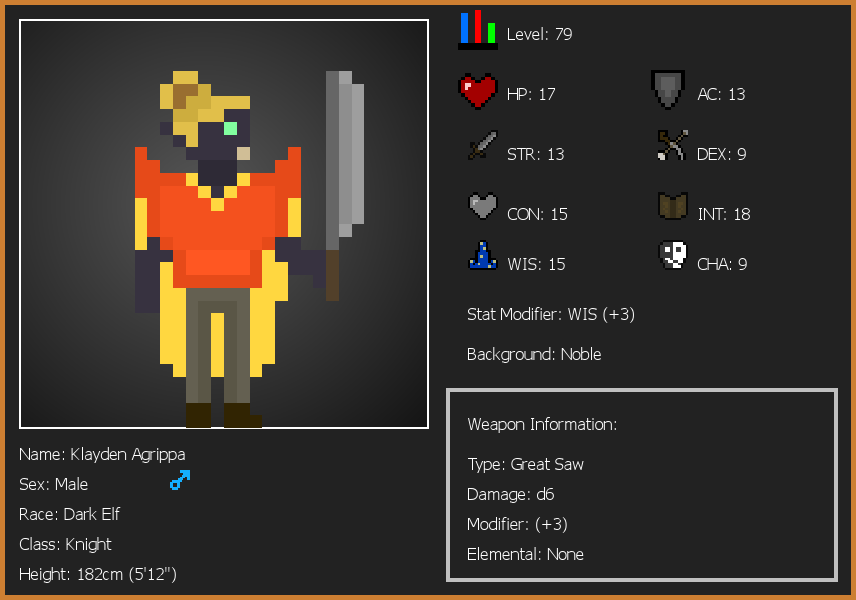 Level: 79
HP: 17
AC: 13
STR: 13
DEX: 9
CON: 15
INT: 18
WIS: 15
CHA: 9
Stat Modifier: WIS (+3)
Background: Noble
Weapon Information:
Type: Great Saw
Damage: d6
Modifier: (+3)
Elemental: None
Name: Klayden Agrippa
Sex: Male
Race: Dark Elf
Class: Knight
Height: 182cm (5'12")